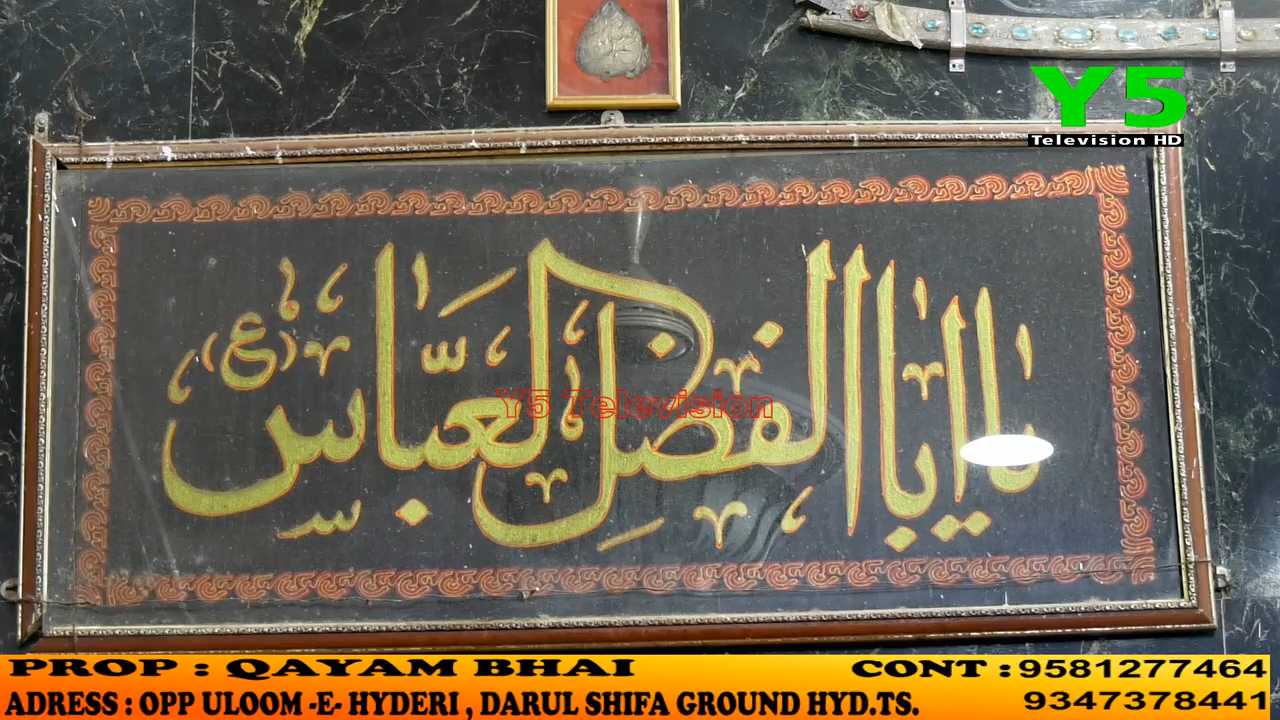 Y5
Television HD
يا ابا الفضل العباس (ع)
Y5 Television
PROP : QAYAM BHAI
CONT : 9581277464
ADRESS : OPP ULOOM -E- HYDERI , DARUL SHIFA GROUND HYD.TS.
9347378441